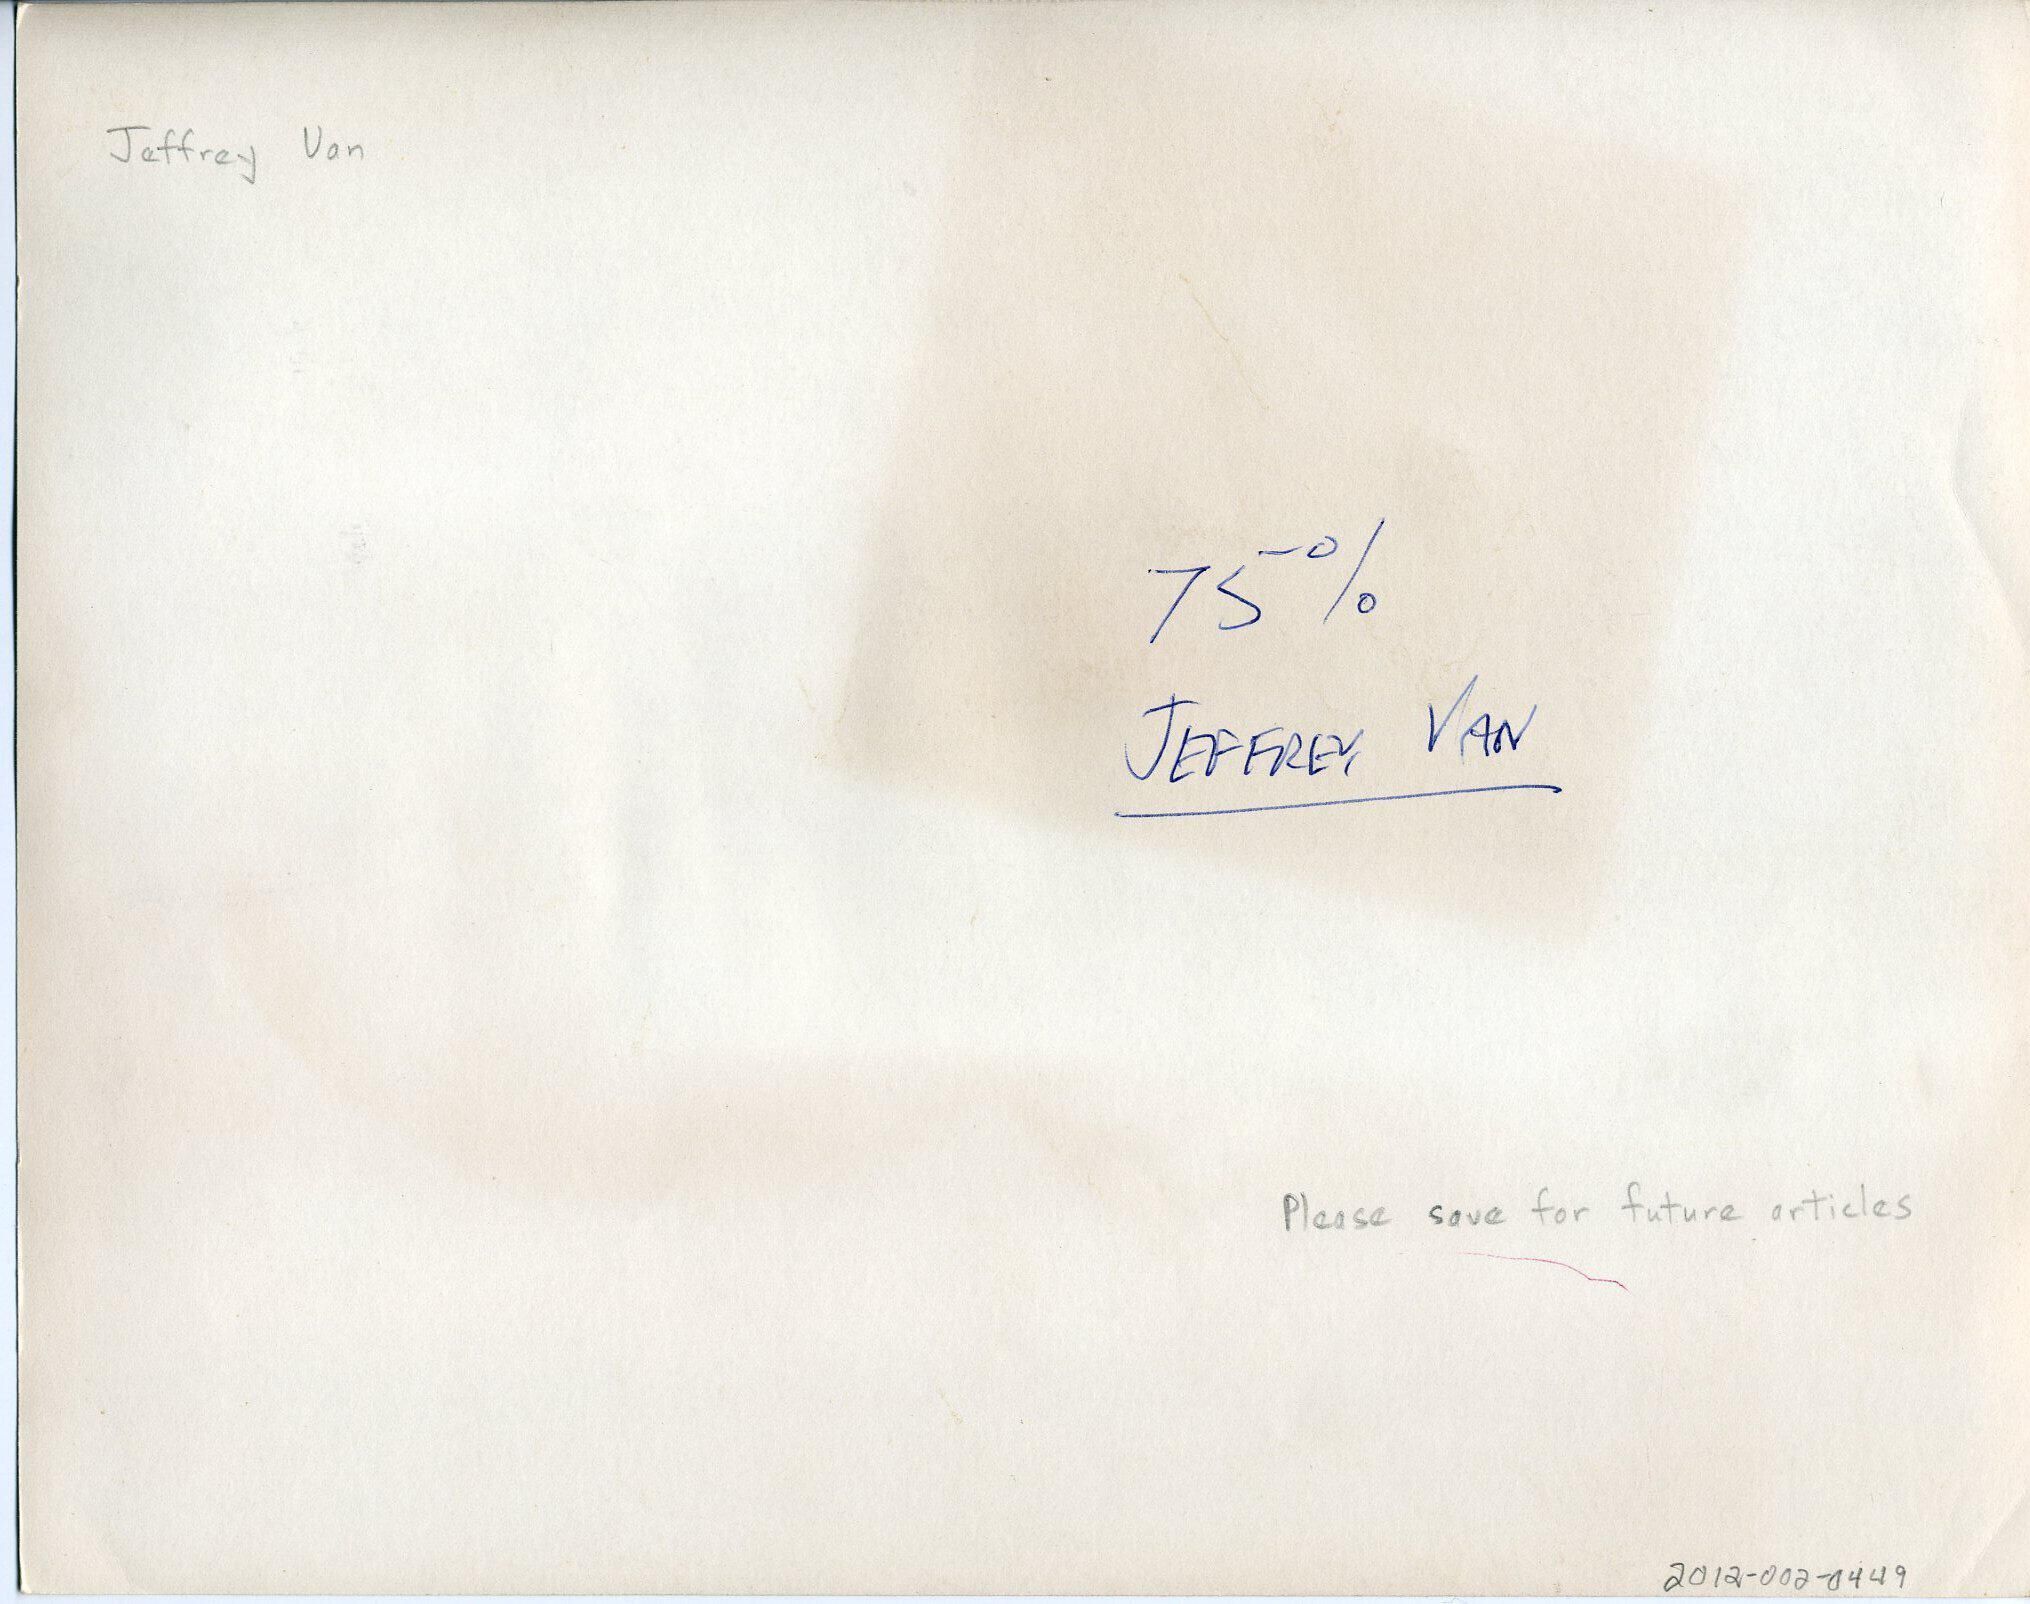 Jeffrey Van
75%
JEFFREY VAN
Please save for future articles
2012-002-0449